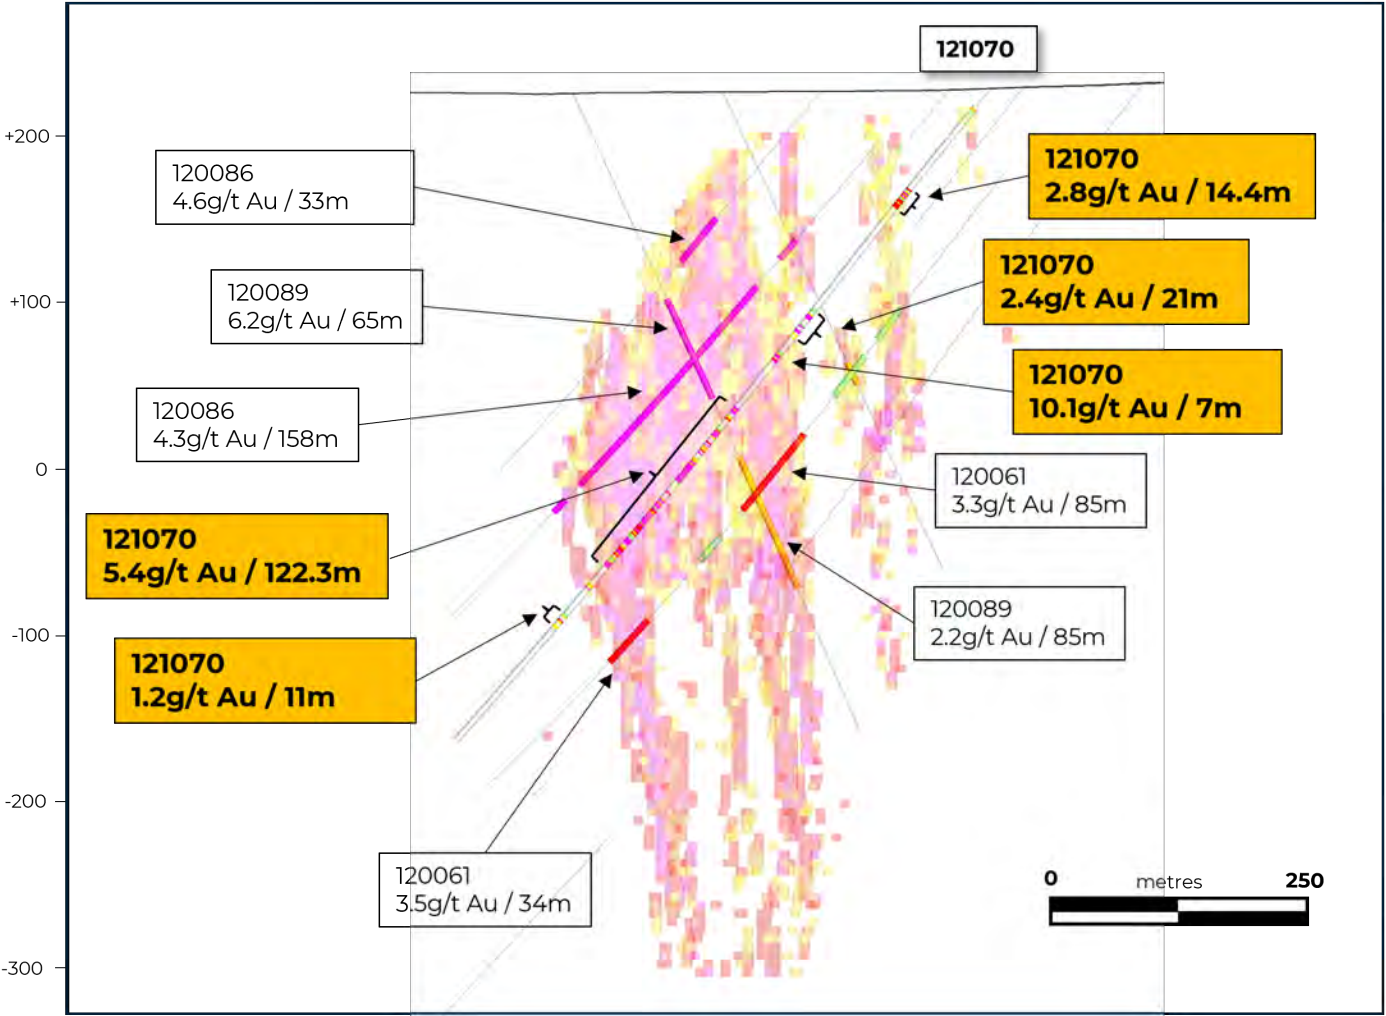 121070
+200
120086
4.6g/t Au / 33m
121070
2.8g/t Au / 14.4m
121070
2.4g/t Au / 21m
120089
6.2g/t Au / 65m
+100
121070
10.1g/t Au / 7m
120086
4.3g/t Au / 158m
0
120061
3.3g/t Au / 85m
121070
5.4g/t Au / 122.3m
120089
2.2g/t Au / 85m
-100
121070
1.2g/t Au / 11m
-200
120061
3.5g/t Au / 34m
0 metres 250
-300